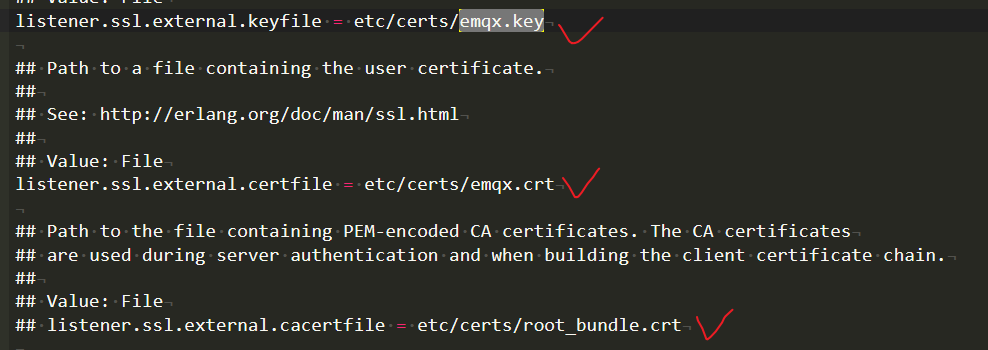 ## Value: File
listener.ssl.external.keyfile = etc/certs/emqx.key
## Path to a file containing the user certificate.
##
## See: http://erlang.org/doc/man/ssl.html
##
## Value: File
listener.ssl.external.certfile = etc/certs/emqx.crt
## Path to the file containing PEM-encoded CA certificates. The CA certificates
## are used during server authentication and when building the client certificate chain.
##
## Value: File
## listener.ssl.external.cacertfile = etc/certs/root_bundle.crt